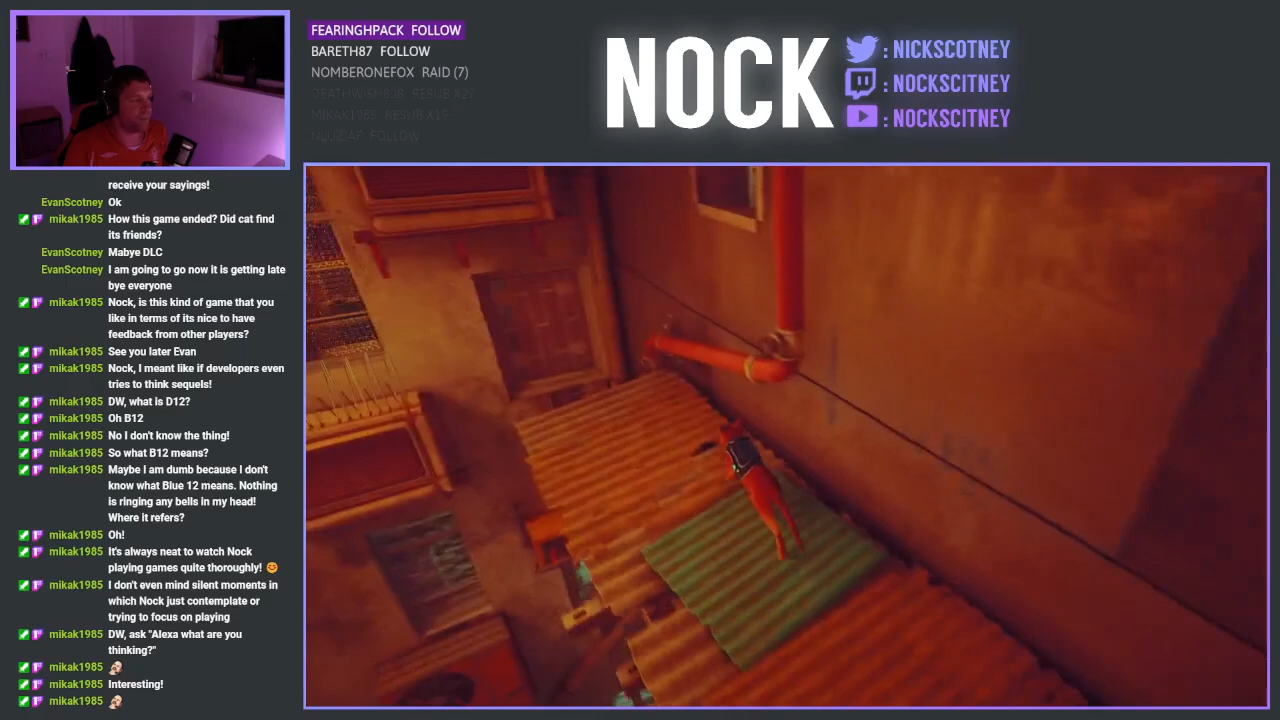 FEARINGHPACK FOLLOW
BARETH87 FOLLOW
NOMBERONEFOX RAID (7)
MIKAK1985 RESUB X19
NOCK
: NICKSCOTNEY
: NOCKSCITNEY
: NOCKSCITNEY
receive your sayings!
EvanScotney Ok
mikak1985 How this game ended? Did cat find
its friends?
EvanScotney Mabye DLC
EvanScotney I am going to go now it is getting late
bye everyone
mikak1985 Nock, is this kind of game that you
like in terms of its nice to have
feedback from other players?
mikak1985 See you later Evan
mikak1985 Nock, I meant like if developers even
tries to think sequels!
mikak1985 DW, what is D12?
mikak1985 Oh B12
mikak1985 No I don't know the thing!
mikak1985 So what B12 means?
mikak1985 Maybe I am dumb because I don't
know what Blue 12 means. Nothing
is ringing any bells in my head!
Where it refers?
mikak1985 Oh!
mikak1985 It's always neat to watch Nock
playing games quite thoroughly!
mikak1985 I don't even mind silent moments in
which Nock just contemplate or
trying to focus on playing
mikak1985 DW, ask "Alexa what are you
thinking?"
mikak1985
mikak1985 Interesting!
mikak1985